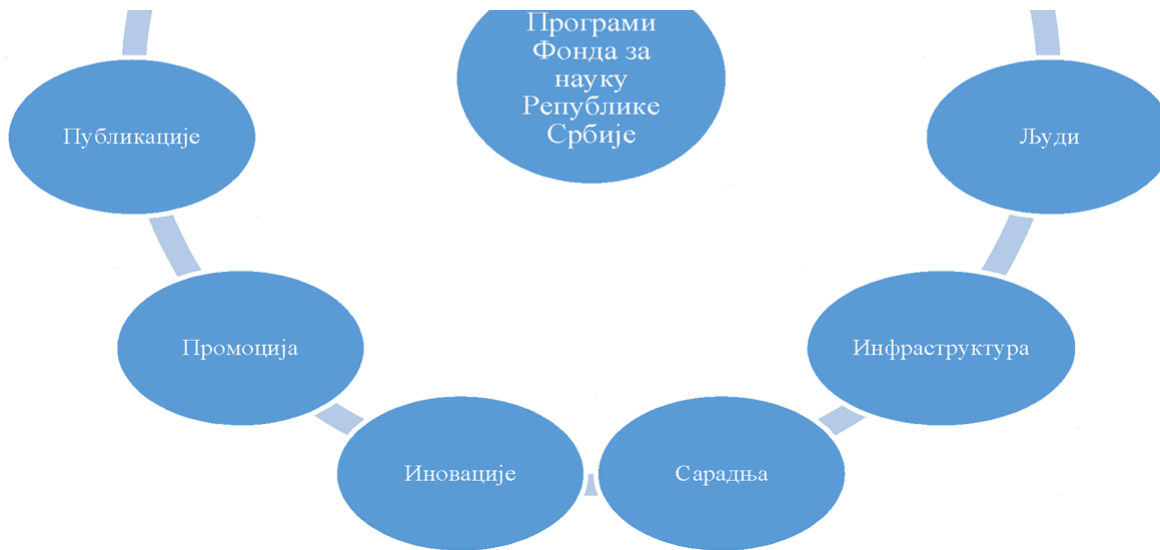 Програми
Фонда за
науку
Републике
Србије
Публикације
Људи
Промоција
Инфраструктура
Иновације
Сарадња